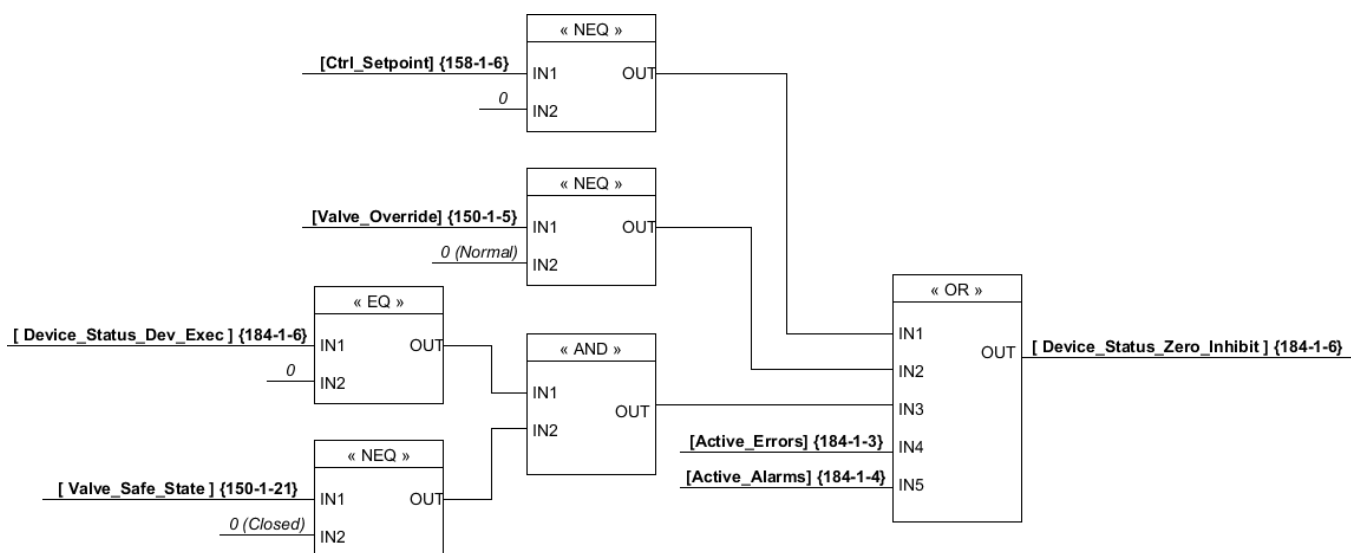 « NEQ »
[Ctrl_Setpoint] {158-1-6}
IN1
OUT
0
IN2
« NEQ »
[Valve_Override] {150-1-5}
IN1
OUT
0 (Normal)
IN2
« EQ »
[ Device_Status_Dev_Exec ] {184-1-6}
IN1
OUT
0
IN2
« AND »
IN1
OUT
IN2
« NEQ »
[ Valve_Safe_State ] {150-1-21}
IN1
OUT
0 (Closed)
IN2
« OR »
IN1
OUT
[ Device_Status_Zero_Inhibit ] {184-1-6}
IN2
IN3
[Active_Errors] {184-1-3}
IN4
[Active_Alarms] {184-1-4}
IN5